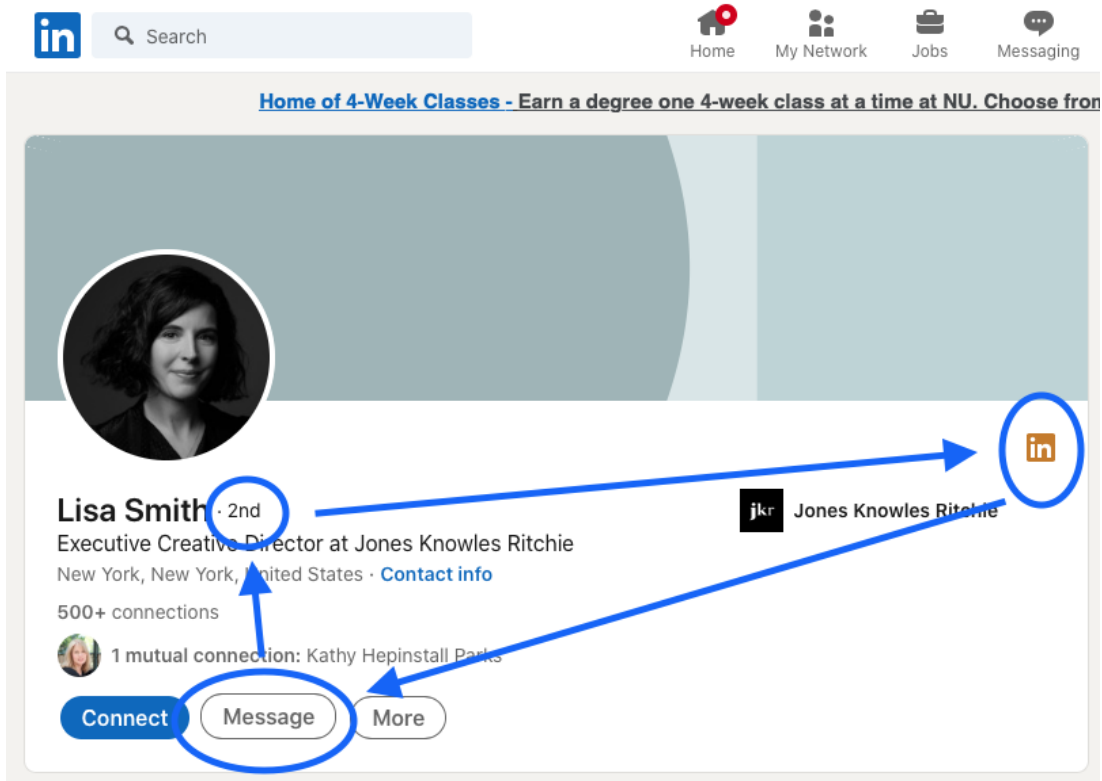 in Search Home My Network Jobs Messaging
Home of 4-Week Classes - Earn a degree one 4-week class at a time at NU. Choose from
in
Lisa Smith · 2nd
jkr Jones Knowles Ritchie
Executive Creative Director at Jones Knowles Ritchie
New York, New York, United States · Contact info
500+ connections
1 mutual connection: Kathy Hepinstall Parks
Connect Message More